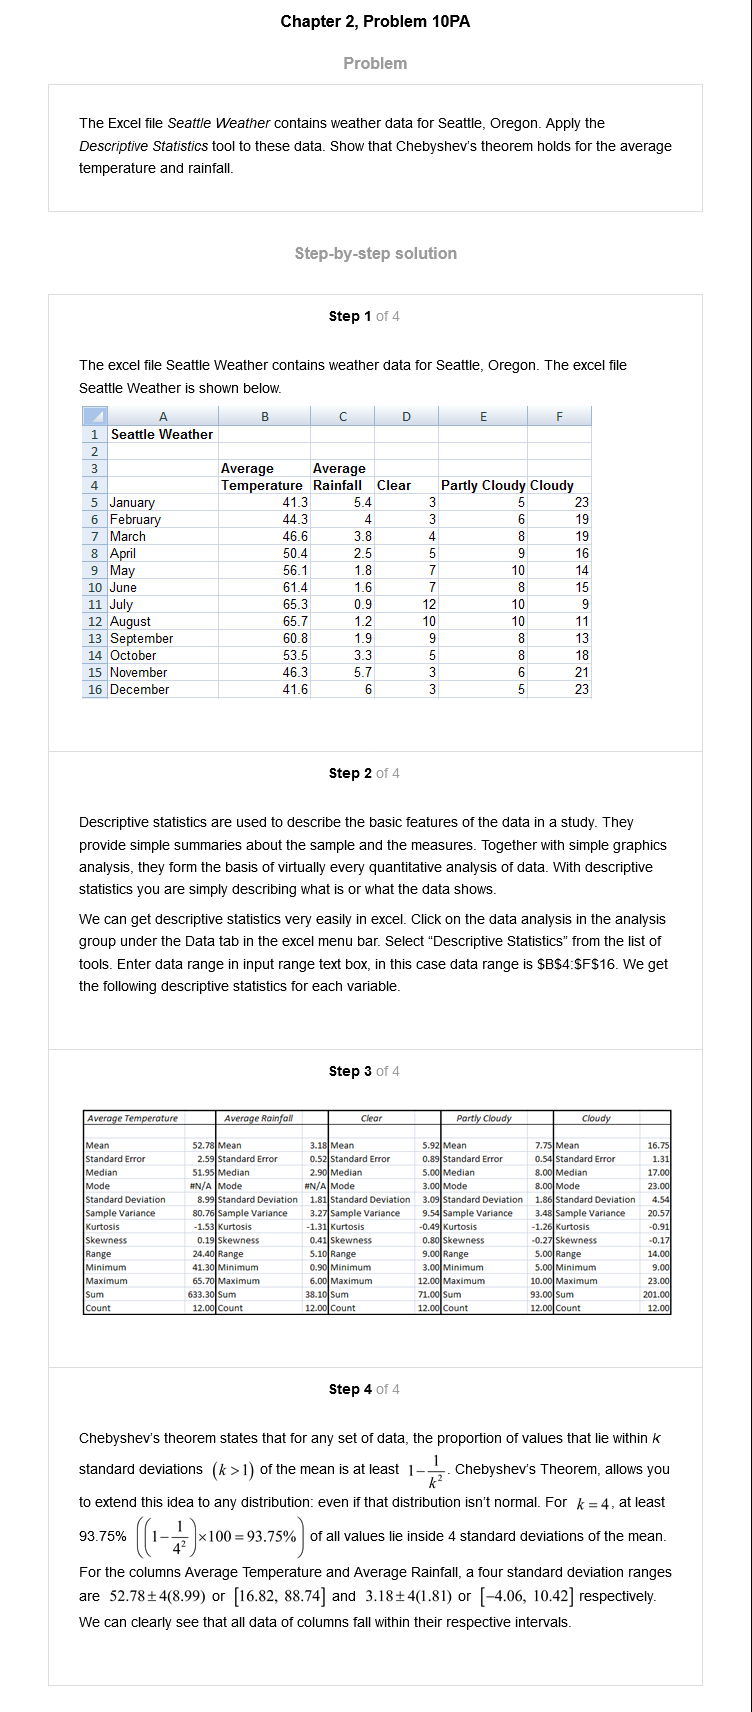 Chapter 2, Problem 10PA
Problem
The Excel file Seattle Weather contains weather data for Seattle, Oregon. Apply the
Descriptive Statistics tool to these data. Show that Chebyshev's theorem holds for the average
temperature and rainfall.
Step-by-step solution
Step 1 of 4
The excel file Seattle Weather contains weather data for Seattle, Oregon. The excel file
Seattle Weather is shown below.
A B C D E F
1 Seattle Weather
2
3 Average Average
4 Temperature Rainfall Clear Partly Cloudy Cloudy
5 January 41.3 5.4 3 5 23
6 February 44.3 4 3 6 19
7 March 46.6 3.8 4 8 19
8 April 50.4 2.5 5 9 16
9 May 56.1 1.8 7 10 14
10 June 61.4 1.6 7 8 15
11 July 65.3 0.9 12 10 9
12 August 65.7 1.2 10 10 11
13 September 60.8 1.9 9 8 13
14 October 53.5 3.3 5 8 18
15 November 46.3 5.7 3 6 21
16 December 41.6 6 3 5 23
Step 2 of 4
Descriptive statistics are used to describe the basic features of the data in a study. They
provide simple summaries about the sample and the measures. Together with simple graphics
analysis, they form the basis of virtually every quantitative analysis of data. With descriptive
statistics you are simply describing what is or what the data shows.
We can get descriptive statistics very easily in excel. Click on the data analysis in the analysis
group under the Data tab in the excel menu bar. Select “Descriptive Statistics” from the list of
tools. Enter data range in input range text box, in this case data range is $B$4:$F$16. We get
the following descriptive statistics for each variable.
Step 3 of 4
Average Temperature Average Rainfall Clear Partly Cloudy Cloudy
Mean 52.78 Mean 3.18 Mean 5.92 Mean 7.75 Mean 16.75
Standard Error 2.59 Standard Error 0.52 Standard Error 0.89 Standard Error 0.54 Standard Error 1.31
Median 51.95 Median 2.90 Median 5.00 Median 8.00 Median 17.00
Mode #N/A Mode #N/A Mode 3.00 Mode 8.00 Mode 23.00
Standard Deviation 8.99 Standard Deviation 1.81 Standard Deviation 3.09 Standard Deviation 1.86 Standard Deviation 4.54
Sample Variance 80.76 Sample Variance 3.27 Sample Variance 9.54 Sample Variance 3.48 Sample Variance 20.57
Kurtosis -1.53 Kurtosis -1.31 Kurtosis -0.49 Kurtosis -1.26 Kurtosis -0.91
Skewness 0.19 Skewness 0.41 Skewness 0.80 Skewness -0.27 Skewness -0.17
Range 24.40 Range 5.10 Range 9.00 Range 5.00 Range 14.00
Minimum 41.30 Minimum 0.90 Minimum 3.00 Minimum 5.00 Minimum 9.00
Maximum 65.70 Maximum 6.00 Maximum 12.00 Maximum 10.00 Maximum 23.00
Sum 633.30 Sum 38.10 Sum 71.00 Sum 93.00 Sum 201.00
Count 12.00 Count 12.00 Count 12.00 Count 12.00 Count 12.00
Step 4 of 4
Chebyshev's theorem states that for any set of data, the proportion of values that lie within k
standard deviations (k > 1) of the mean is at least 1 − 1/k². Chebyshev's Theorem, allows you
to extend this idea to any distribution: even if that distribution isn't normal. For k = 4, at least
93.75% ((1 − 1/4²) × 100 = 93.75%) of all values lie inside 4 standard deviations of the mean.
For the columns Average Temperature and Average Rainfall, a four standard deviation ranges
are 52.78 ± 4(8.99) or [16.82, 88.74] and 3.18 ± 4(1.81) or [−4.06, 10.42] respectively.
We can clearly see that all data of columns fall within their respective intervals.